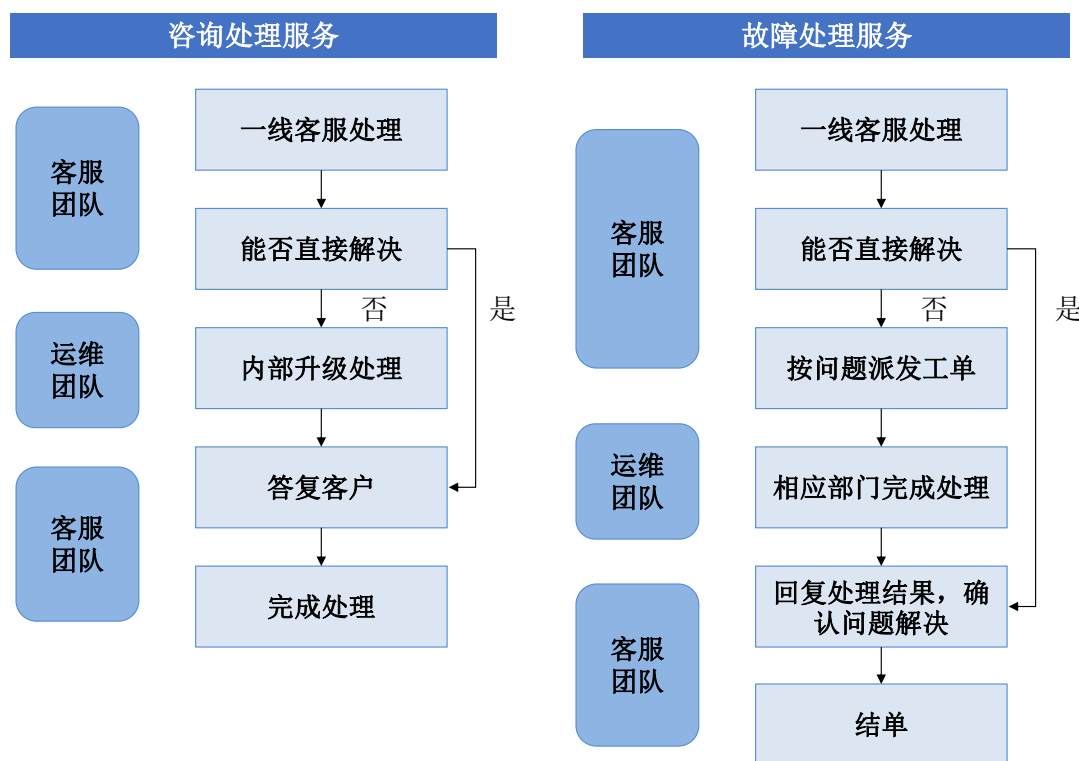 咨询处理服务
客服
团队
运维
团队
客服
团队
一线客服处理
能否直接解决
否
是
内部升级处理
答复客户
完成处理
故障处理服务
客服
团队
运维
团队
客服
团队
一线客服处理
能否直接解决
否
是
按问题派发工单
相应部门完成处理
回复处理结果，确
认问题解决
结单